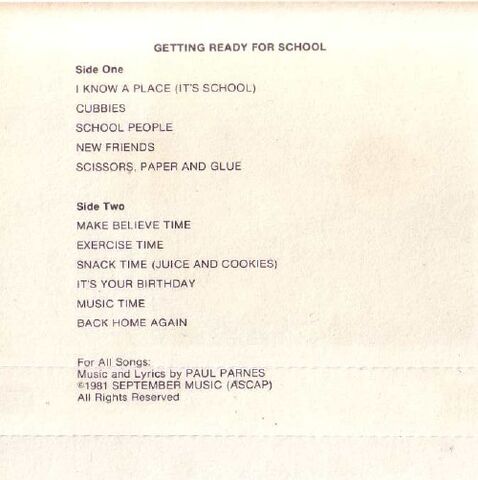 GETTING READY FOR SCHOOL
Side One
I KNOW A PLACE (IT'S SCHOOL)
CUBBIES
SCHOOL PEOPLE
NEW FRIENDS
SCISSORS, PAPER AND GLUE
Side Two
MAKE BELIEVE TIME
EXERCISE TIME
SNACK TIME (JUICE AND COOKIES)
IT'S YOUR BIRTHDAY
MUSIC TIME
BACK HOME AGAIN
For All Songs:
Music and Lyrics by PAUL PARNES
©1981 SEPTEMBER MUSIC (ASCAP)
All Rights Reserved